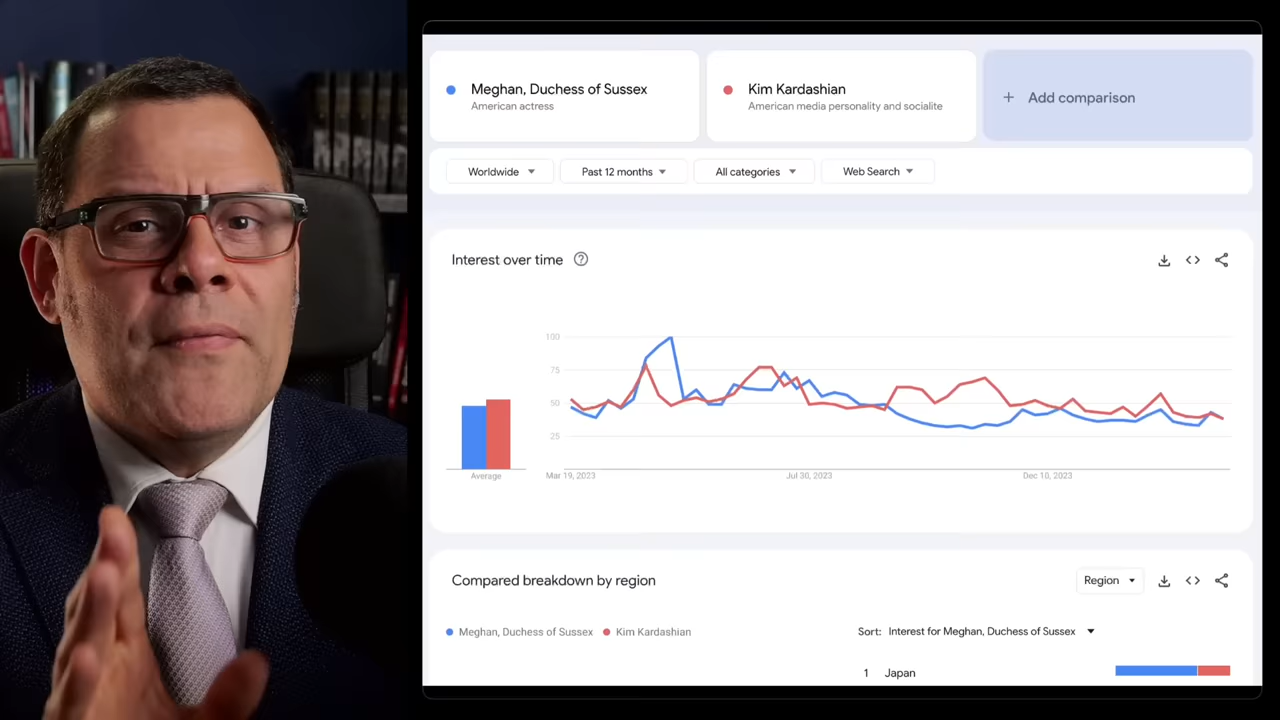 Meghan, Duchess of Sussex
American actress
Kim Kardashian
American media personality and socialite
+ Add comparison
Worldwide
Past 12 months
All categories
Web Search
Interest over time ?
100
75
50
25
Average
Mar 19, 2023
Jul 30, 2023
Dec 10, 2023
Compared breakdown by region
Region
Meghan, Duchess of Sussex
Kim Kardashian
Sort: Interest for Meghan, Duchess of Sussex
1 Japan